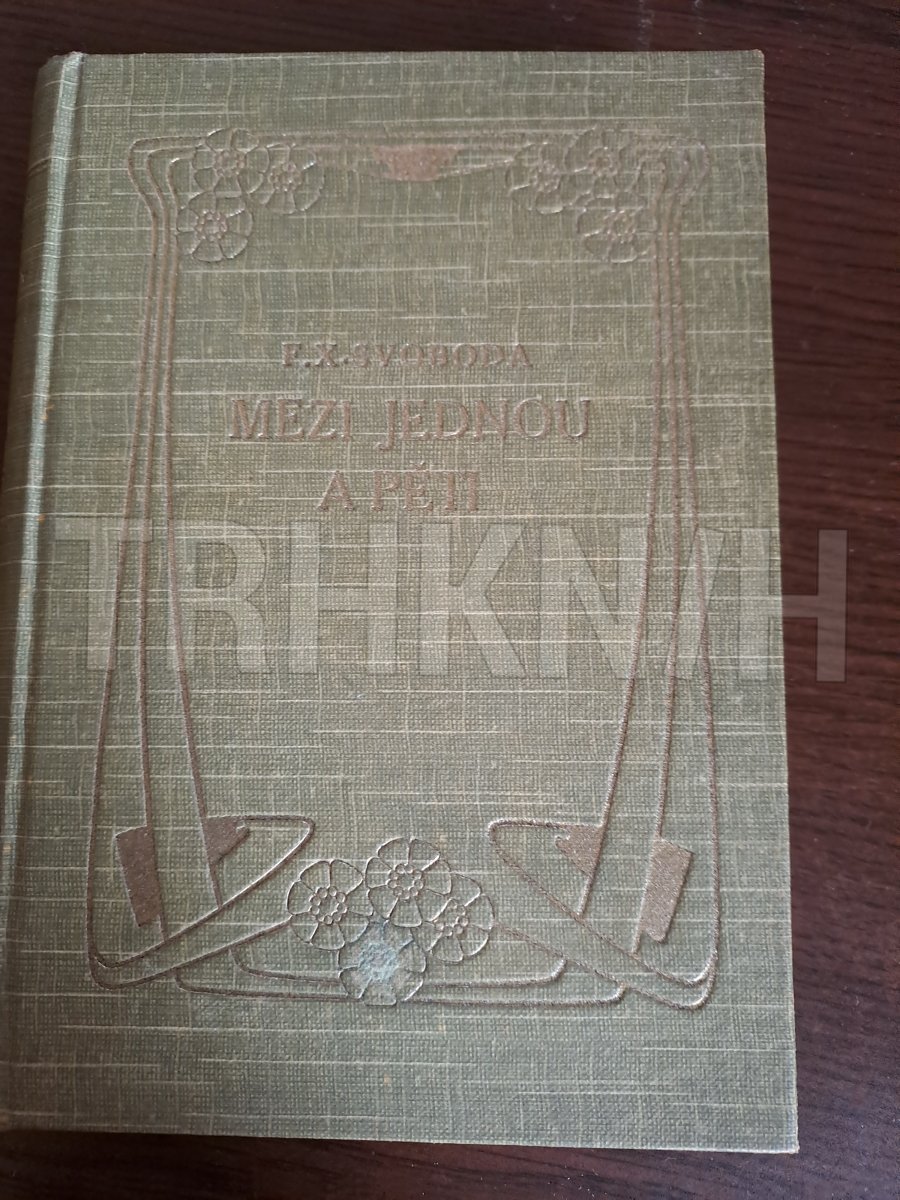 F. X. SVOBODA
MEZI JEDNOU
A PĚTI
TRHKNIH